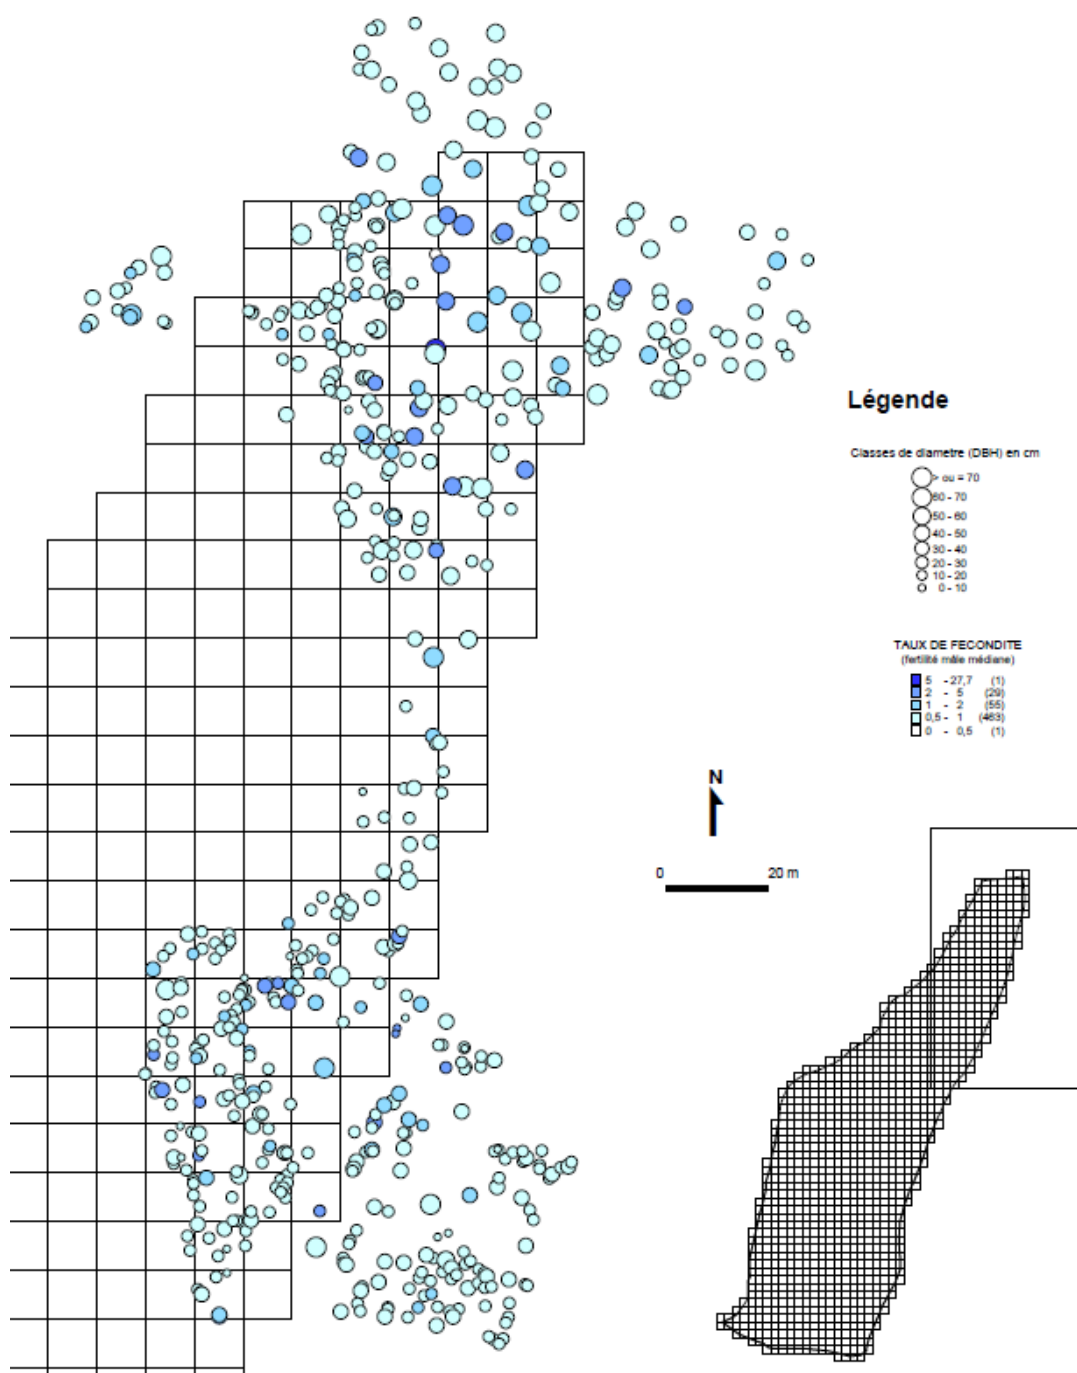 Légende
Classes de diametre (DBH) en cm
> ou = 70
60 - 70
50 - 60
40 - 50
30 - 40
20 - 30
10 - 20
0 - 10
TAUX DE FECONDITE
(fertilité mâle médiane)
5 - 27,7 (1)
2 - 5 (29)
1 - 2 (55)
0,5 - 1 (463)
0 - 0,5 (1)
N
0 20 m